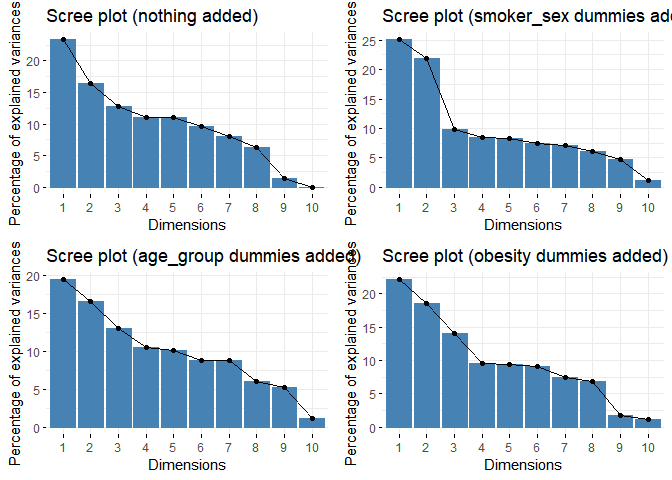 Scree plot (nothing added)
Percentage of explained variances
20
15
10
5
0
1 2 3 4 5 6 7 8 9 10
Dimensions
Scree plot (smoker_sex dummies add
Percentage of explained variances
25
20
15
10
5
0
1 2 3 4 5 6 7 8 9 10
Dimensions
Scree plot (age_group dummies added)
Percentage of explained variances
20
15
10
5
0
1 2 3 4 5 6 7 8 9 10
Dimensions
Scree plot (obesity dummies added)
Percentage of explained variances
20
15
10
5
0
1 2 3 4 5 6 7 8 9 10
Dimensions